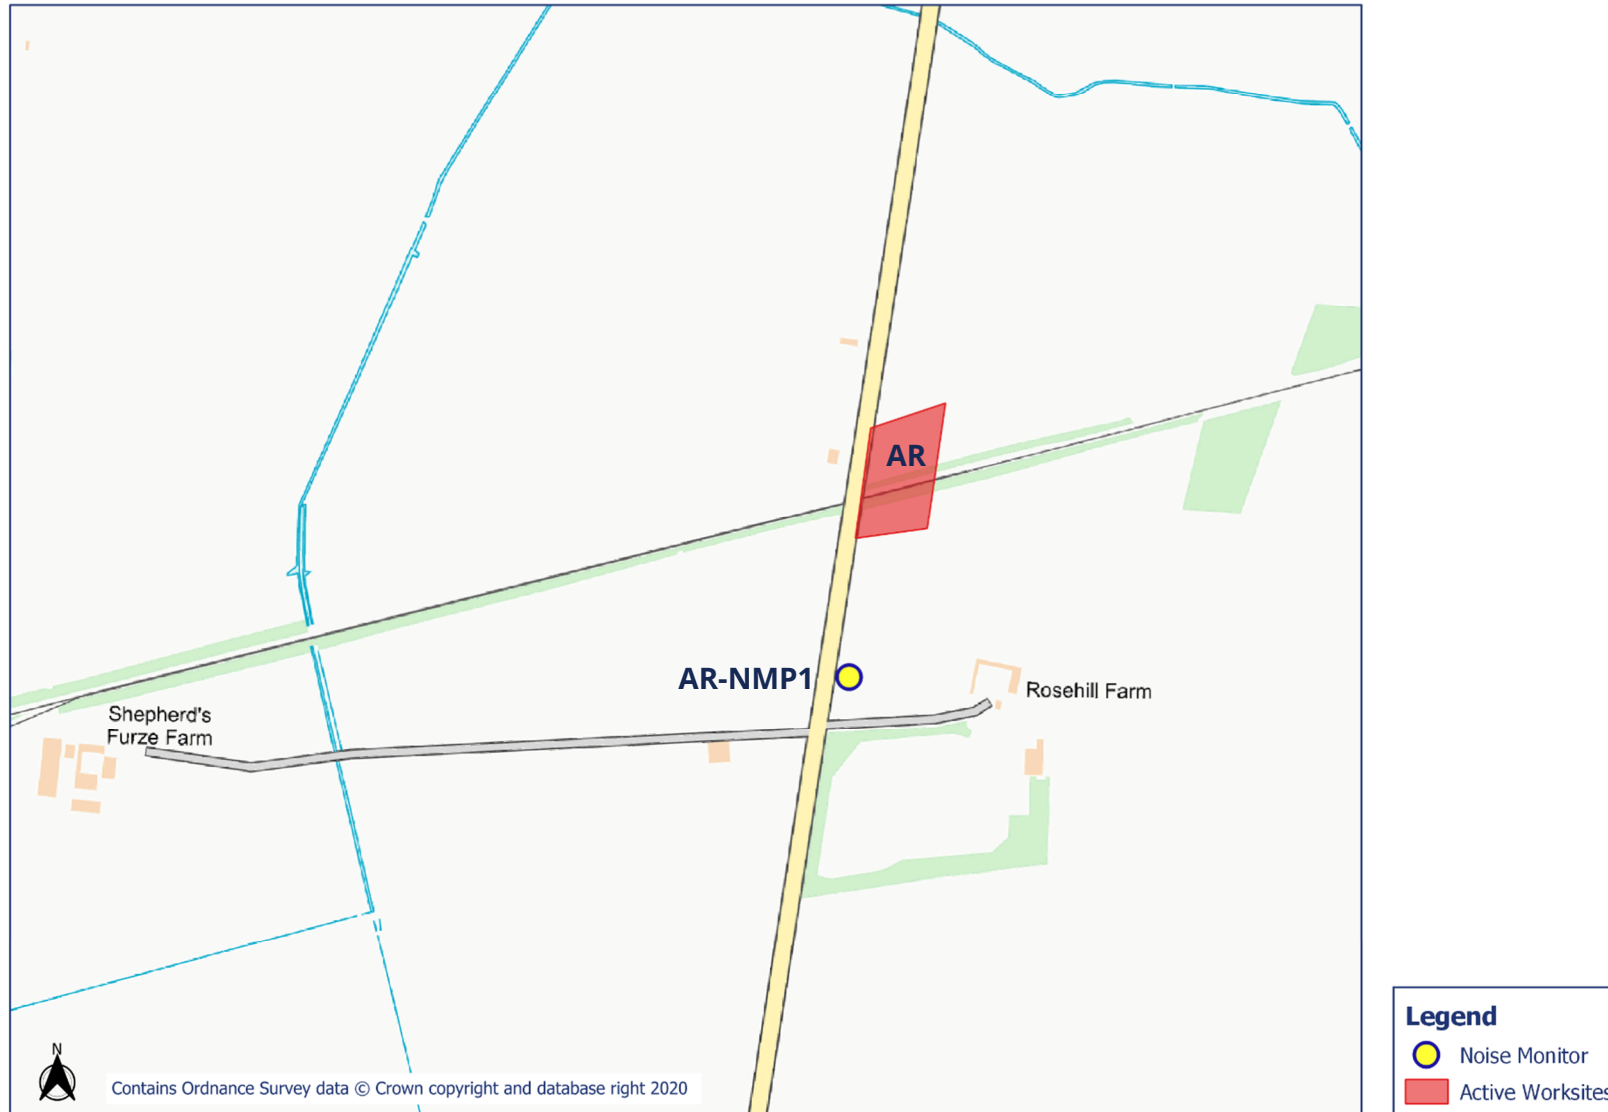 AR
AR-NMP1
Rosehill Farm
Shepherd's
Furze Farm
N
Contains Ordnance Survey data © Crown copyright and database right 2020
Legend
Noise Monitor
Active Worksites